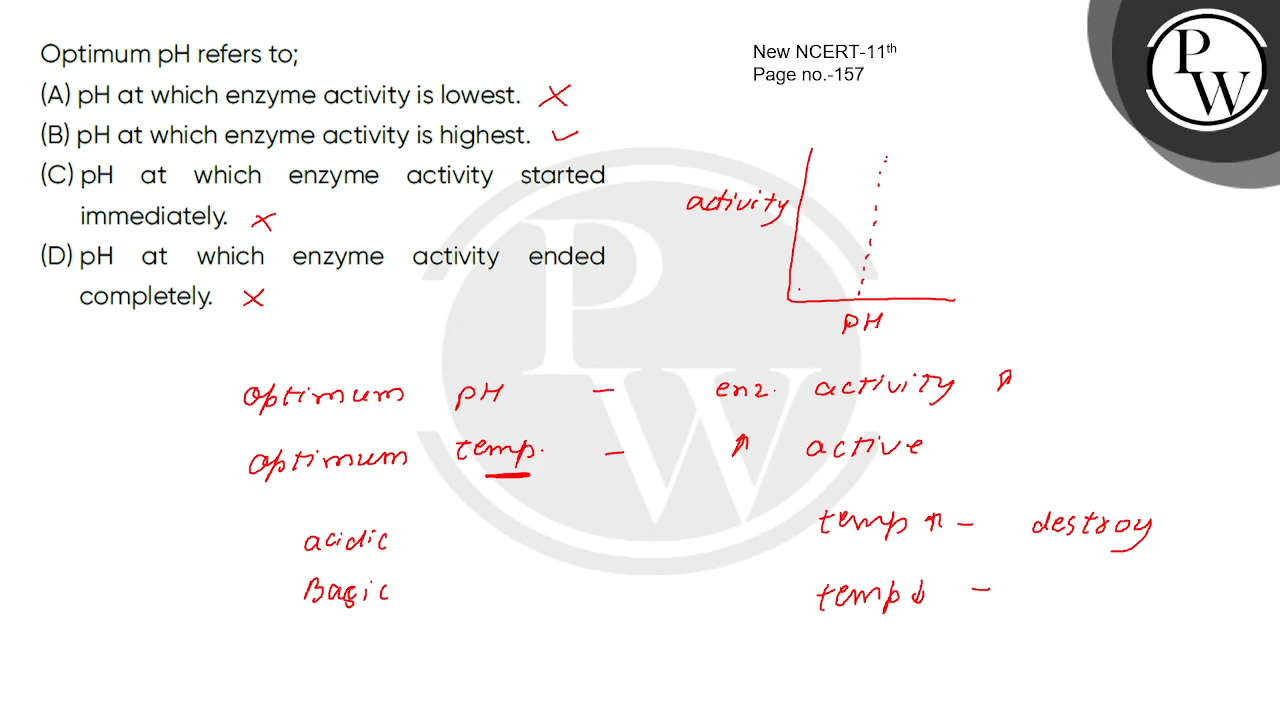 Optimum pH refers to;
(A) pH at which enzyme activity is lowest. ✗
(B) pH at which enzyme activity is highest. ✓
(C) pH at which enzyme activity started
immediately. ✗
(D) pH at which enzyme activity ended
completely. ✗
New NCERT-11th
Page no.-157
PW
activity
pH
PW
optimum pH - enz. activity ↑
optimum temp. - ↑ active
acidic
Basic
temp ↑ - destroy
temp ↓ -